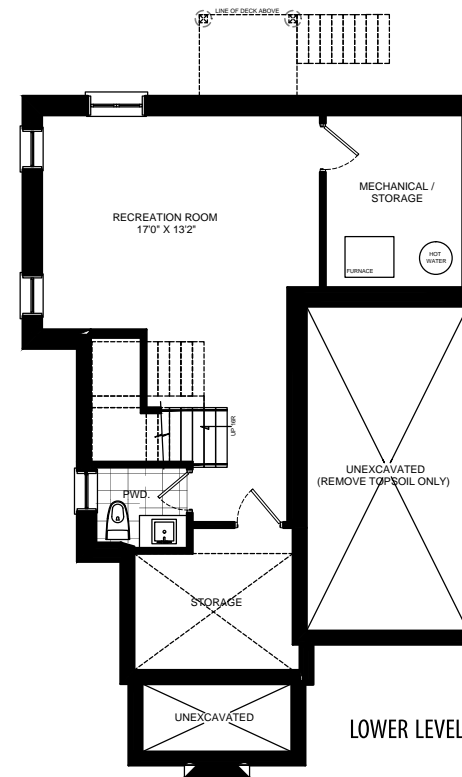 LINE OF DECK ABOVE
MECHANICAL /
STORAGE
RECREATION ROOM
17'0" X 13'2"
HOT
WATER
FURNACE
UP 16R
UNEXCAVATED
(REMOVE TOPSOIL ONLY)
PWD.
STORAGE
UNEXCAVATED
LOWER LEVEL